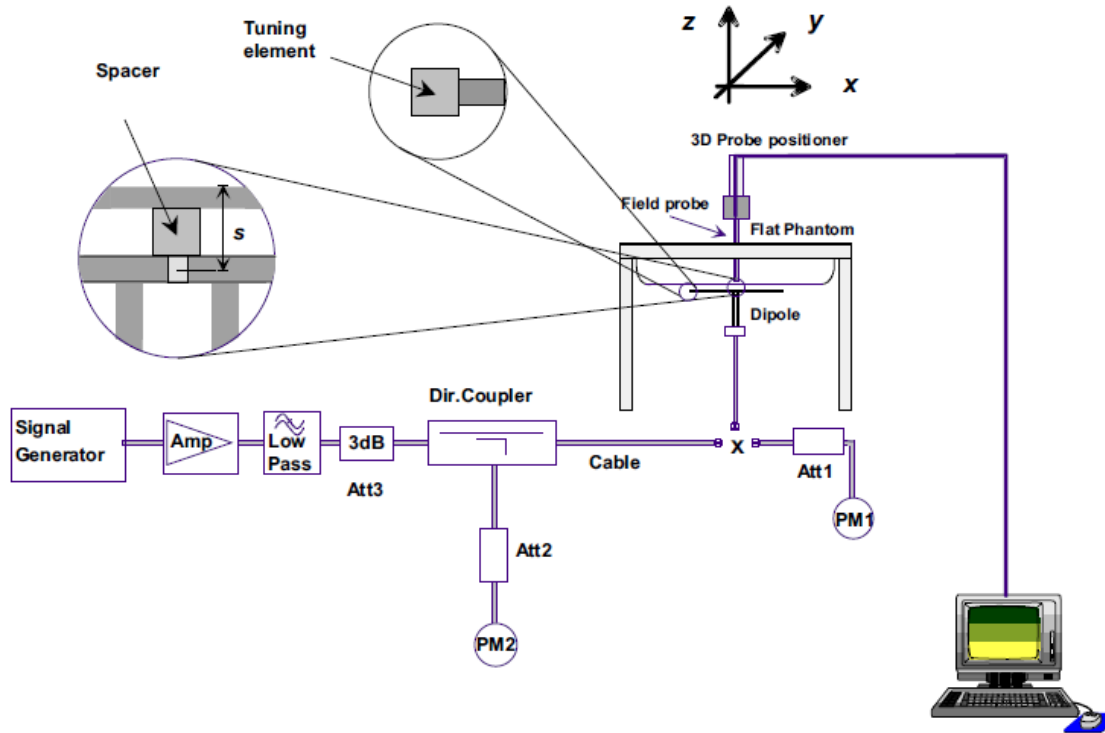 Tuning
element
z
y
x
Spacer
3D Probe positioner
Field probe
Flat Phantom
s
Dipole
Dir.Coupler
Signal
Generator
Amp
Low
Pass
3dB
Att3
Cable
X
Att1
PM1
Att2
PM2